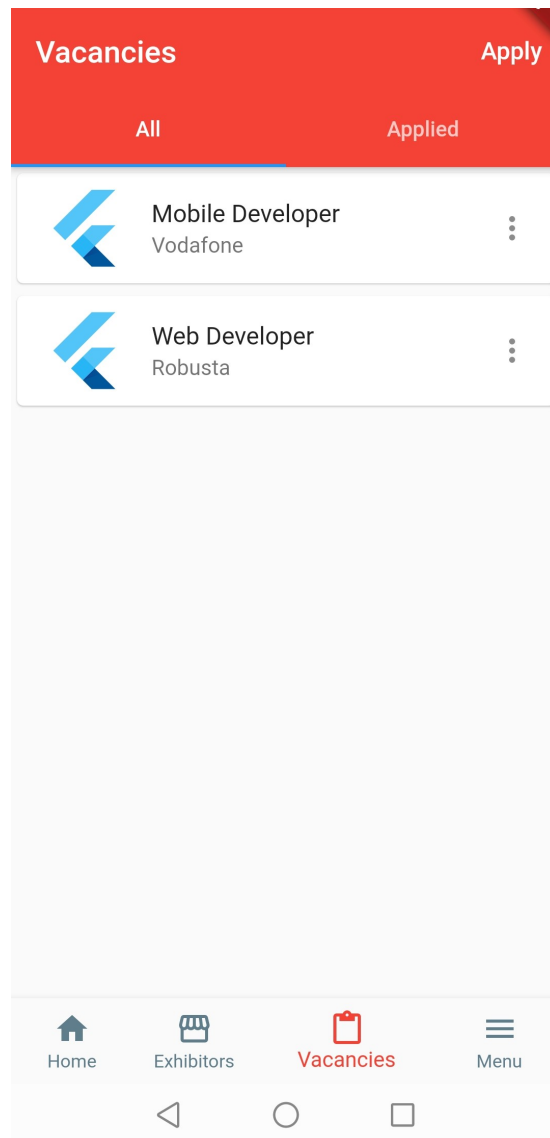 Vacancies
Apply
All
Applied
Mobile Developer
Vodafone
Web Developer
Robusta
Home
Exhibitors
Vacancies
Menu